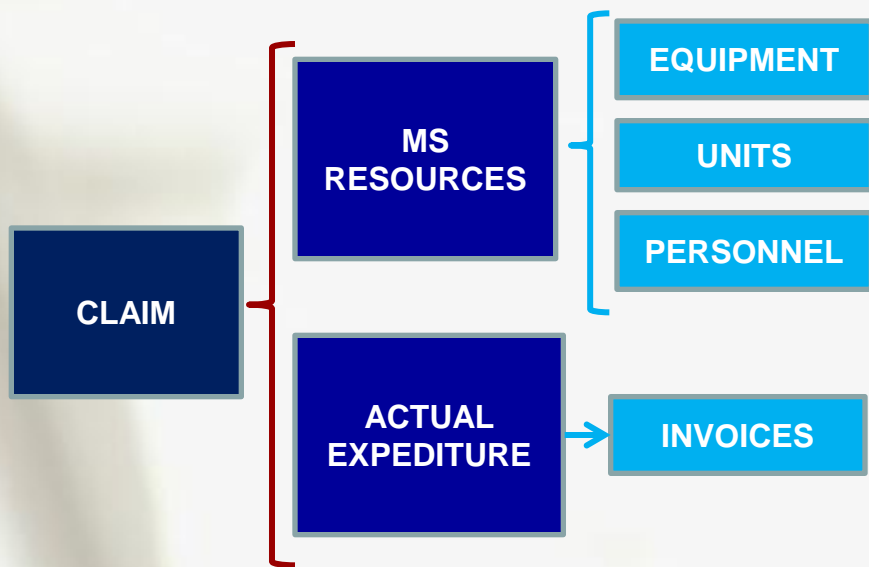 CLAIM
MS
RESOURCES
EQUIPMENT
UNITS
PERSONNEL
ACTUAL
EXPEDITURE
INVOICES